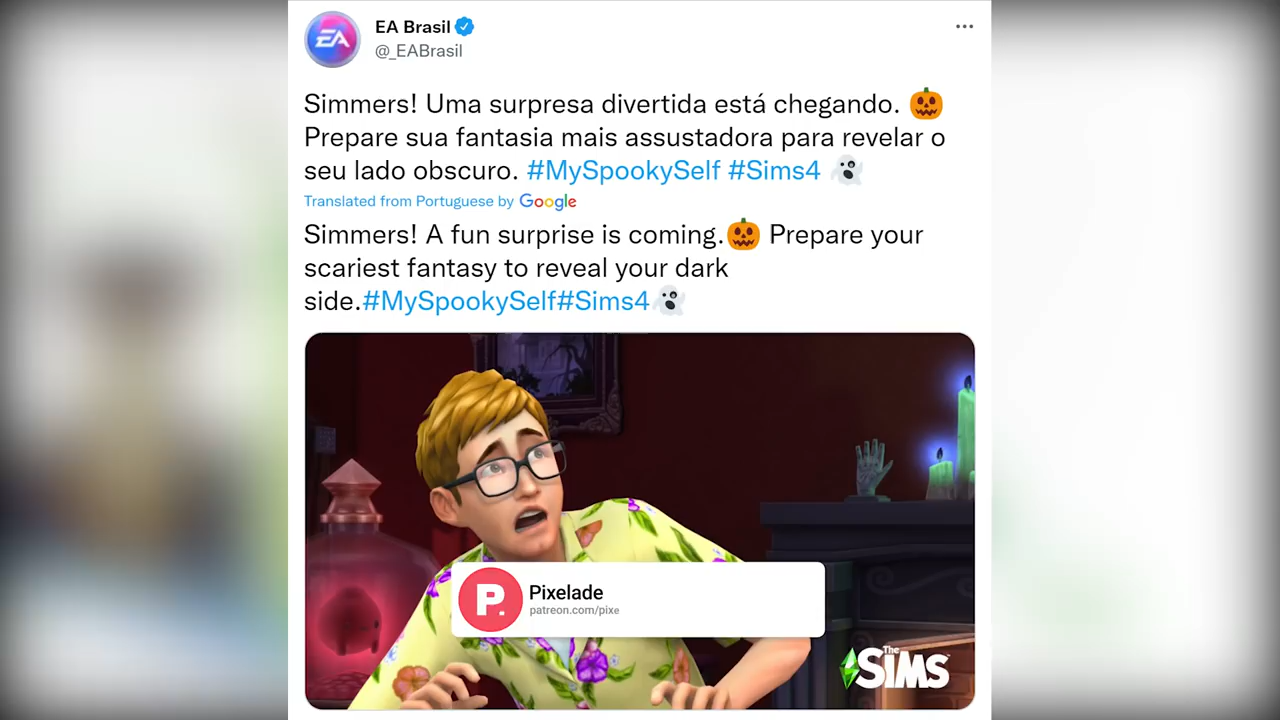 EA
EA Brasil
@_EABrasil
Simmers! Uma surpresa divertida está chegando. 🎃
Prepare sua fantasia mais assustadora para revelar o
seu lado obscuro. #MySpookySelf #Sims4 👻
Translated from Portuguese by Google
Simmers! A fun surprise is coming.🎃 Prepare your
scariest fantasy to reveal your dark
side.#MySpookySelf#Sims4👻
P.
Pixelade
patreon.com/pixe
The
SiMS